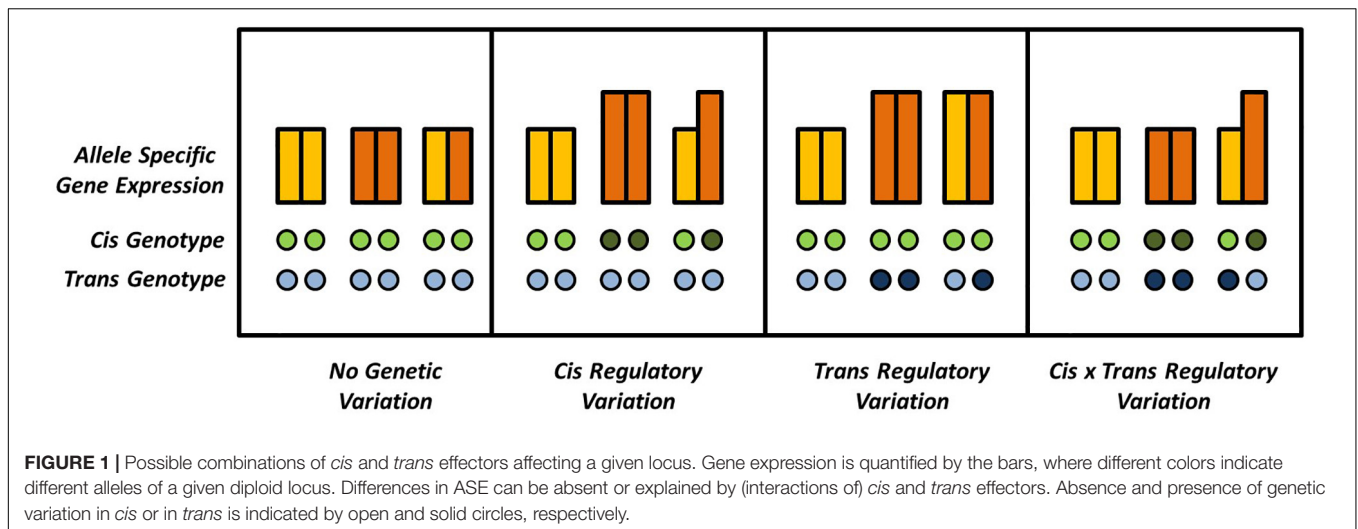 Allele Specific
Gene Expression
Cis Genotype
Trans Genotype
No Genetic
Variation
Cis Regulatory
Variation
Trans Regulatory
Variation
Cis x Trans Regulatory
Variation
FIGURE 1 | Possible combinations of cis and trans effectors affecting a given locus. Gene expression is quantified by the bars, where different colors indicate
different alleles of a given diploid locus. Differences in ASE can be absent or explained by (interactions of) cis and trans effectors. Absence and presence of genetic
variation in cis or in trans is indicated by open and solid circles, respectively.